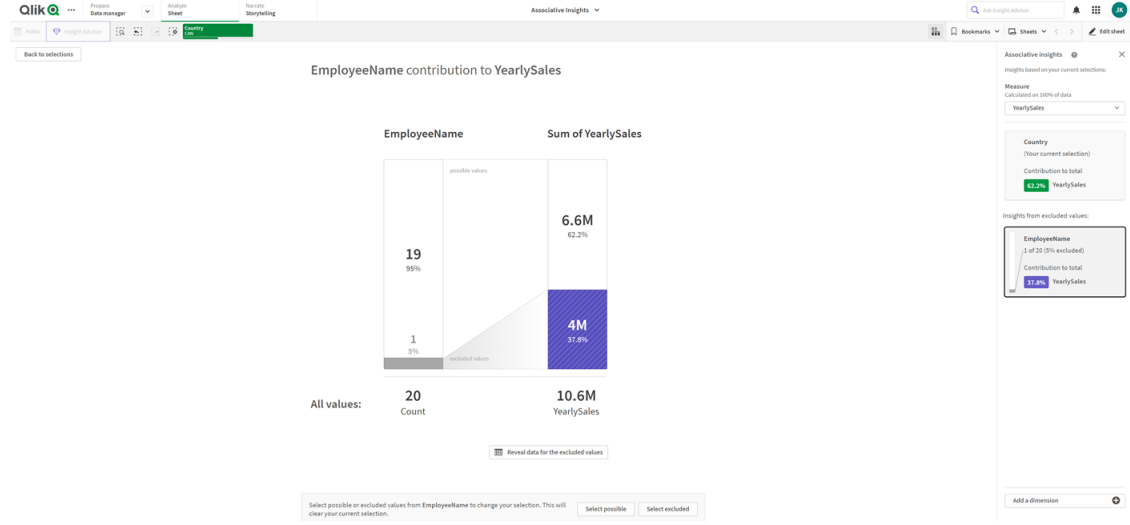 Qlik
Prepare
Data manager
Analyze
Sheet
Narrate
Storytelling
Associative Insights
Ask Insight Advisor
JK
Notes
Insight Advisor
Country
CAN
Bookmarks
Sheets
Edit sheet
Back to selections
EmployeeName contribution to YearlySales
EmployeeName
Sum of YearlySales
possible values
6.6M
62.2%
19
95%
4M
37.8%
1
5%
excluded values
All values:
20
Count
10.6M
YearlySales
Reveal data for the excluded values
Select possible or excluded values from EmployeeName to change your selection. This will
clear your current selection.
Select possible
Select excluded
Associative insights
Insights based on your current selections:
Measure
Calculated on 100% of data
YearlySales
Country
(Your current selection)
Contribution to total
62.2% YearlySales
Insights from excluded values:
EmployeeName
1 of 20 (5% excluded)
Contribution to total
37.8% YearlySales
Add a dimension